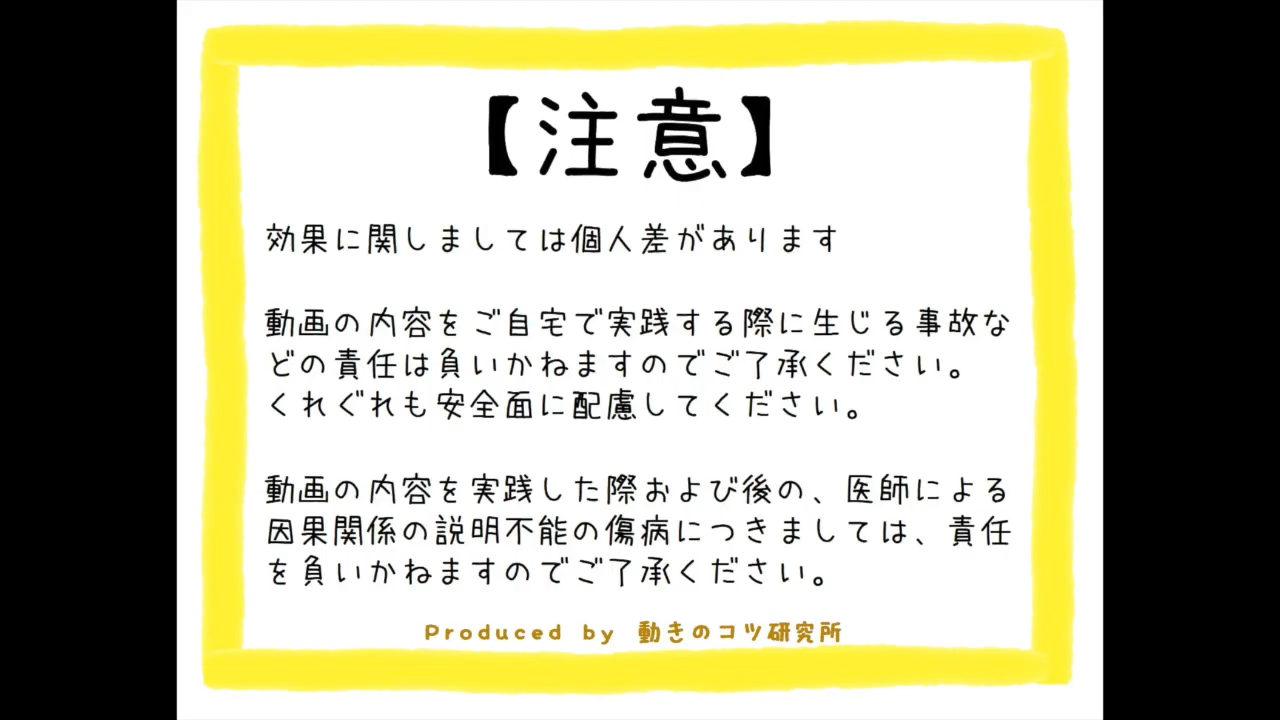 【注意】
効果に関しましては個人差があります
動画の内容をご自宅で実践する際に生じる事故な
どの責任は負いかねますのでご了承ください。
くれぐれも安全面に配慮してください。
動画の内容を実践した際および後の、医師による
因果関係の説明不能の傷病につきましては、責任
を負いかねますのでご了承ください。
Produced by 動きのコツ研究所